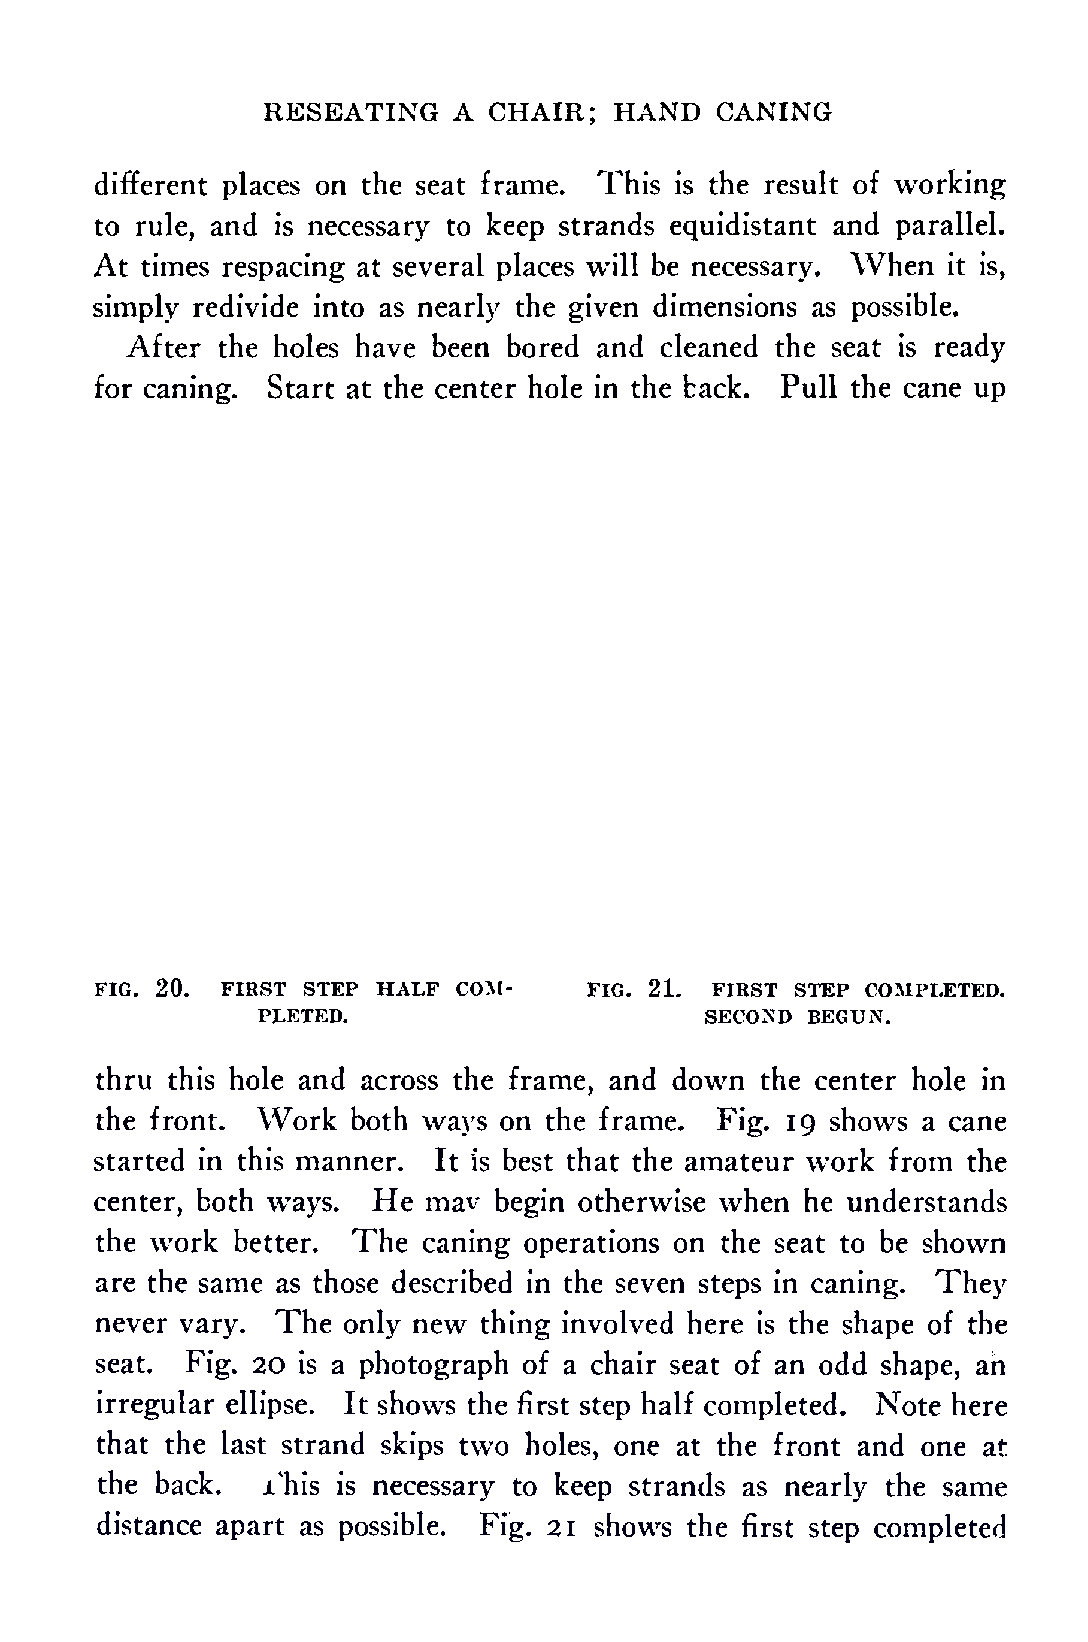 RESEATING A CHAIR; HAND CANING
different places on the seat frame. This is the result of working
to rule, and is necessary to keep strands equidistant and parallel.
At times respacing at several places will be necessary. When it is,
simply redivide into as nearly the given dimensions as possible.
After the holes have been bored and cleaned the seat is ready
for caning. Start at the center hole in the back. Pull the cane up
FIG. 20. FIRST STEP HALF COM-
PLETED.
FIG. 21. FIRST STEP COMPLETED.
SECOND BEGUN.
thru this hole and across the frame, and down the center hole in
the front. Work both ways on the frame. Fig. 19 shows a cane
started in this manner. It is best that the amateur work from the
center, both ways. He may begin otherwise when he understands
the work better. The caning operations on the seat to be shown
are the same as those described in the seven steps in caning. They
never vary. The only new thing involved here is the shape of the
seat. Fig. 20 is a photograph of a chair seat of an odd shape, an
irregular ellipse. It shows the first step half completed. Note here
that the last strand skips two holes, one at the front and one at
the back. This is necessary to keep strands as nearly the same
distance apart as possible. Fig. 21 shows the first step completed